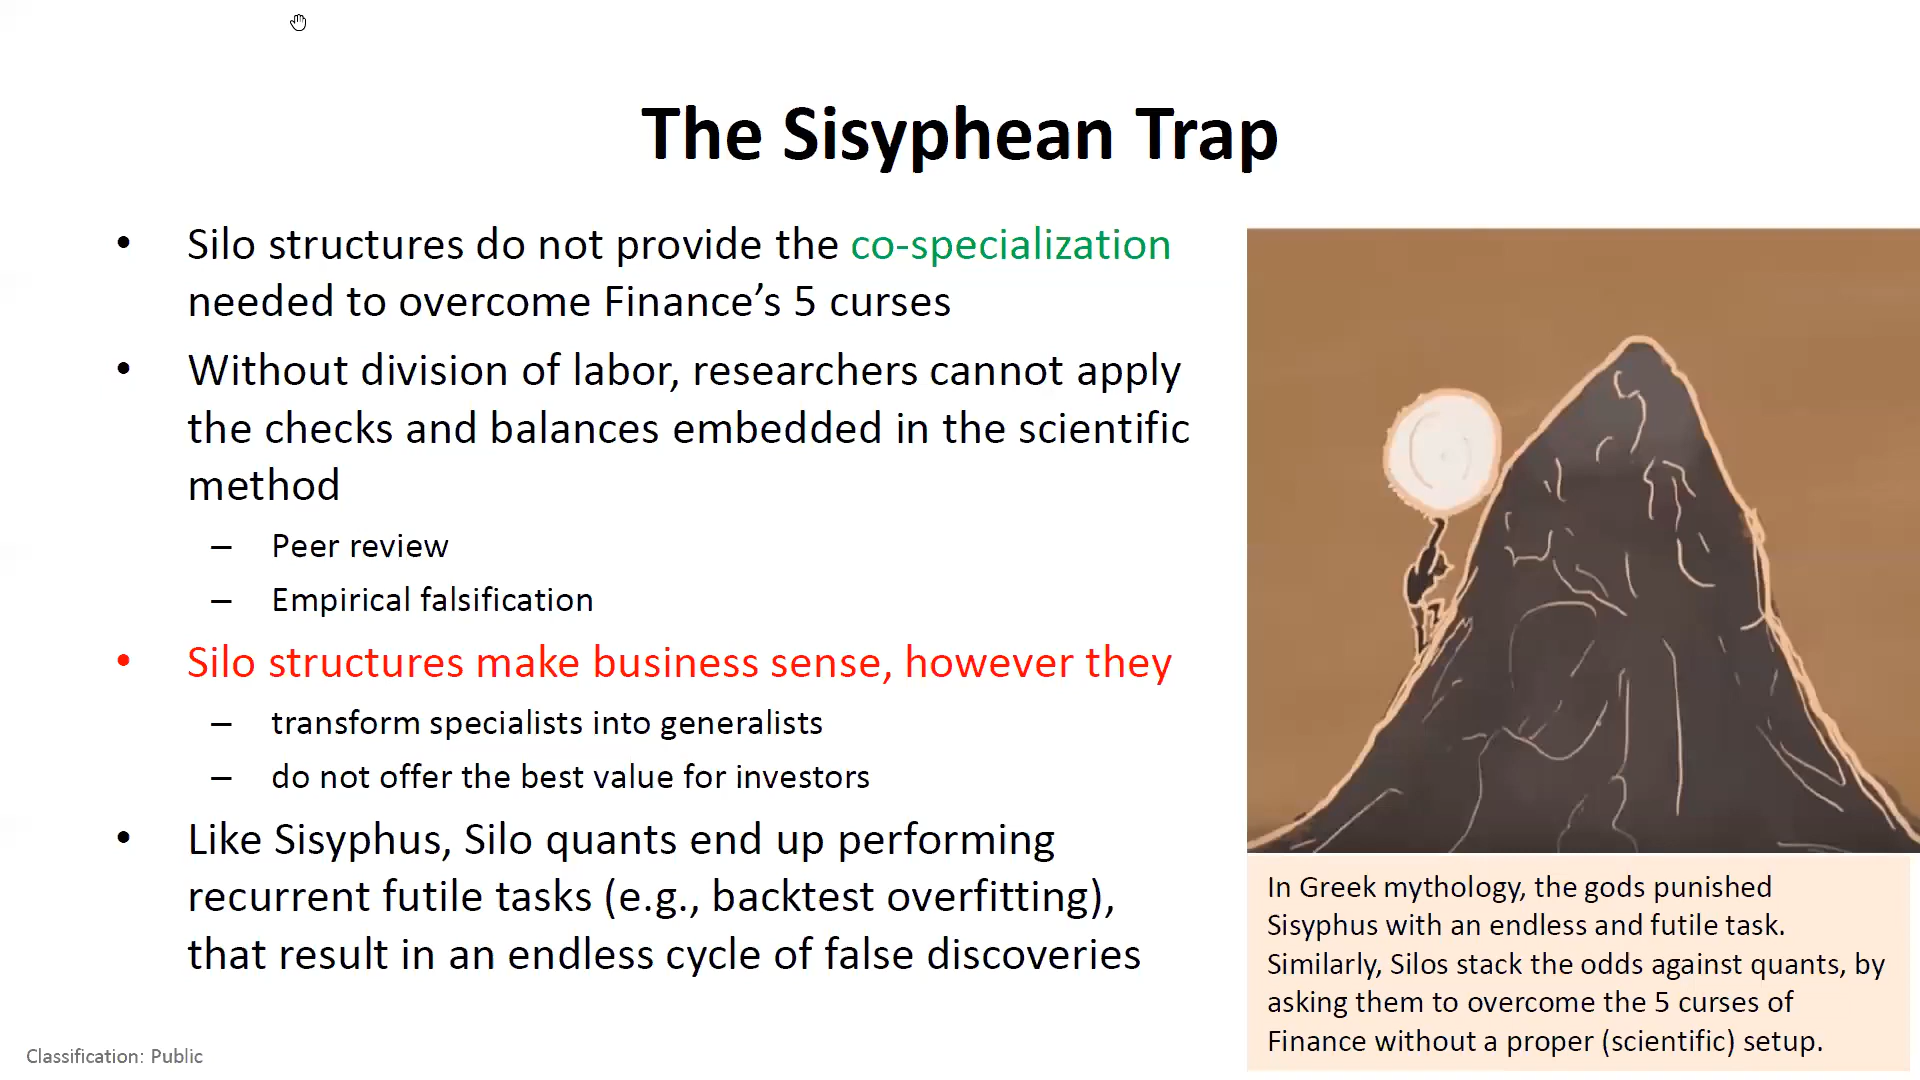 The Sisyphean Trap
• Silo structures do not provide the co-specialization
needed to overcome Finance’s 5 curses
• Without division of labor, researchers cannot apply
the checks and balances embedded in the scientific
method
– Peer review
– Empirical falsification
• Silo structures make business sense, however they
– transform specialists into generalists
– do not offer the best value for investors
• Like Sisyphus, Silo quants end up performing
recurrent futile tasks (e.g., backtest overfitting),
that result in an endless cycle of false discoveries
In Greek mythology, the gods punished
Sisyphus with an endless and futile task.
Similarly, Silos stack the odds against quants, by
asking them to overcome the 5 curses of
Finance without a proper (scientific) setup.
Classification: Public